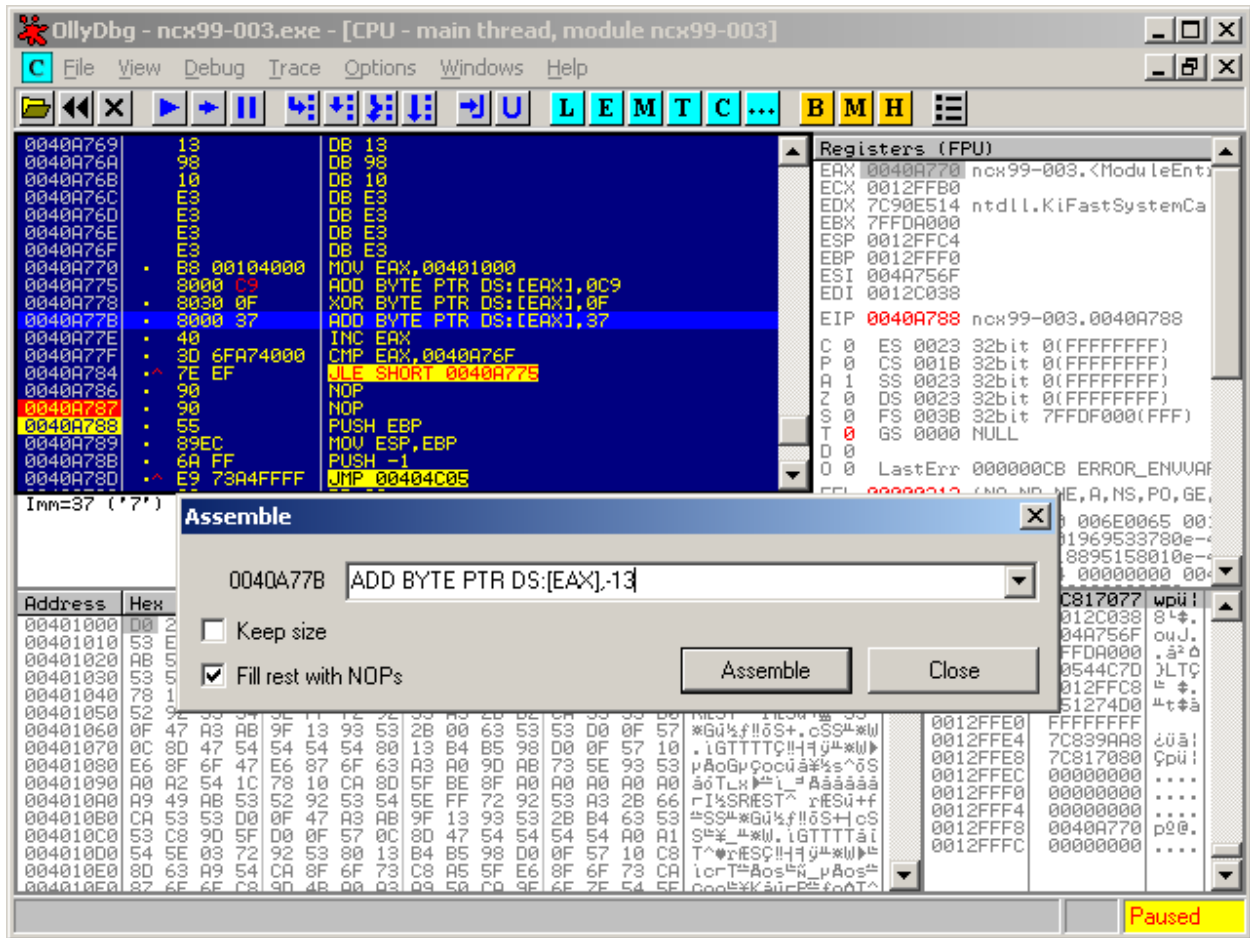 OllyDbg - ncx99-003.exe - [CPU - main thread, module ncx99-003]
C File View Debug Trace Options Windows Help
L E M T C ... B M H
0040A769 13 DB 13
0040A76A 98 DB 98
0040A76B 10 DB 10
0040A76C E3 DB E3
0040A76D E3 DB E3
0040A76E E3 DB E3
0040A76F E3 DB E3
0040A770 . B8 00104000 MOV EAX,00401000
0040A775 8000 C9 ADD BYTE PTR DS:[EAX],0C9
0040A778 . 8030 0F XOR BYTE PTR DS:[EAX],0F
0040A77B . 8000 37 ADD BYTE PTR DS:[EAX],37
0040A77E . 40 INC EAX
0040A77F . 3D 6FA74000 CMP EAX,0040A76F
0040A784 .^ 7E EF JLE SHORT 0040A775
0040A786 . 90 NOP
0040A787 . 90 NOP
0040A788 . 55 PUSH EBP
0040A789 . 89EC MOV ESP,EBP
0040A78B . 6A FF PUSH -1
0040A78D .^ E9 73A4FFFF JMP 00404C05
Imm=37 ('7')
Registers (FPU)
EAX 0040A770 ncx99-003.<ModuleEnt
ECX 0012FFB0
EDX 7C90E514 ntdll.KiFastSystemCa
EBX 7FFDA000
ESP 0012FFC4
EBP 0012FFF0
ESI 004A756F
EDI 0012C038
EIP 0040A788 ncx99-003.0040A788
C 0 ES 0023 32bit 0(FFFFFFFF)
P 0 CS 001B 32bit 0(FFFFFFFF)
A 1 SS 0023 32bit 0(FFFFFFFF)
Z 0 DS 0023 32bit 0(FFFFFFFF)
S 0 FS 003B 32bit 7FFDF000(FFF)
T 0 GS 0000 NULL
D 0
O 0 LastErr 000000CB ERROR_ENVVAR
Assemble
0040A77B ADD BYTE PTR DS:[EAX],-13
Keep size
Fill rest with NOPs
Assemble Close
Address Hex
00401000 D0
00401010 53
00401020 AB
00401030 53
00401040 78
00401050 52
00401060 0F 47 A3 AB 9F 13 93 53 2B 00 63 53 53 D0 0F 57
00401070 0C 8D 47 54 54 54 54 80 13 B4 B5 98 D0 0F 57 10
00401080 E6 8F 6F 47 E6 87 6F 63 A3 A0 9D AB 73 5E 93 53
00401090 A0 A2 54 1C 78 10 CA 8D 5F BE 8F A0 A0 A0 A0 A0
004010A0 A9 49 AB 53 52 92 53 54 5E FF 72 92 53 A3 2B 66
004010B0 CA 53 53 D0 0F 47 A3 AB 9F 13 93 53 2B B4 63 53
004010C0 53 C8 9D 5F D0 0F 57 0C 8D 47 54 54 54 54 A0 A1
004010D0 54 5E 03 72 92 53 80 13 B4 B5 98 D0 0F 57 10 C8
004010E0 8D 63 A9 54 CA 8F 6F 73 C8 A5 5F E6 8F 6F 73 CA
0012FFE0 FFFFFFFF
0012FFE4 7C839AA8
0012FFE8 7C817080
0012FFEC 00000000 ....
0012FFF0 00000000 ....
0012FFF4 00000000 ....
0012FFF8 0040A770
0012FFFC 00000000 ....
Paused